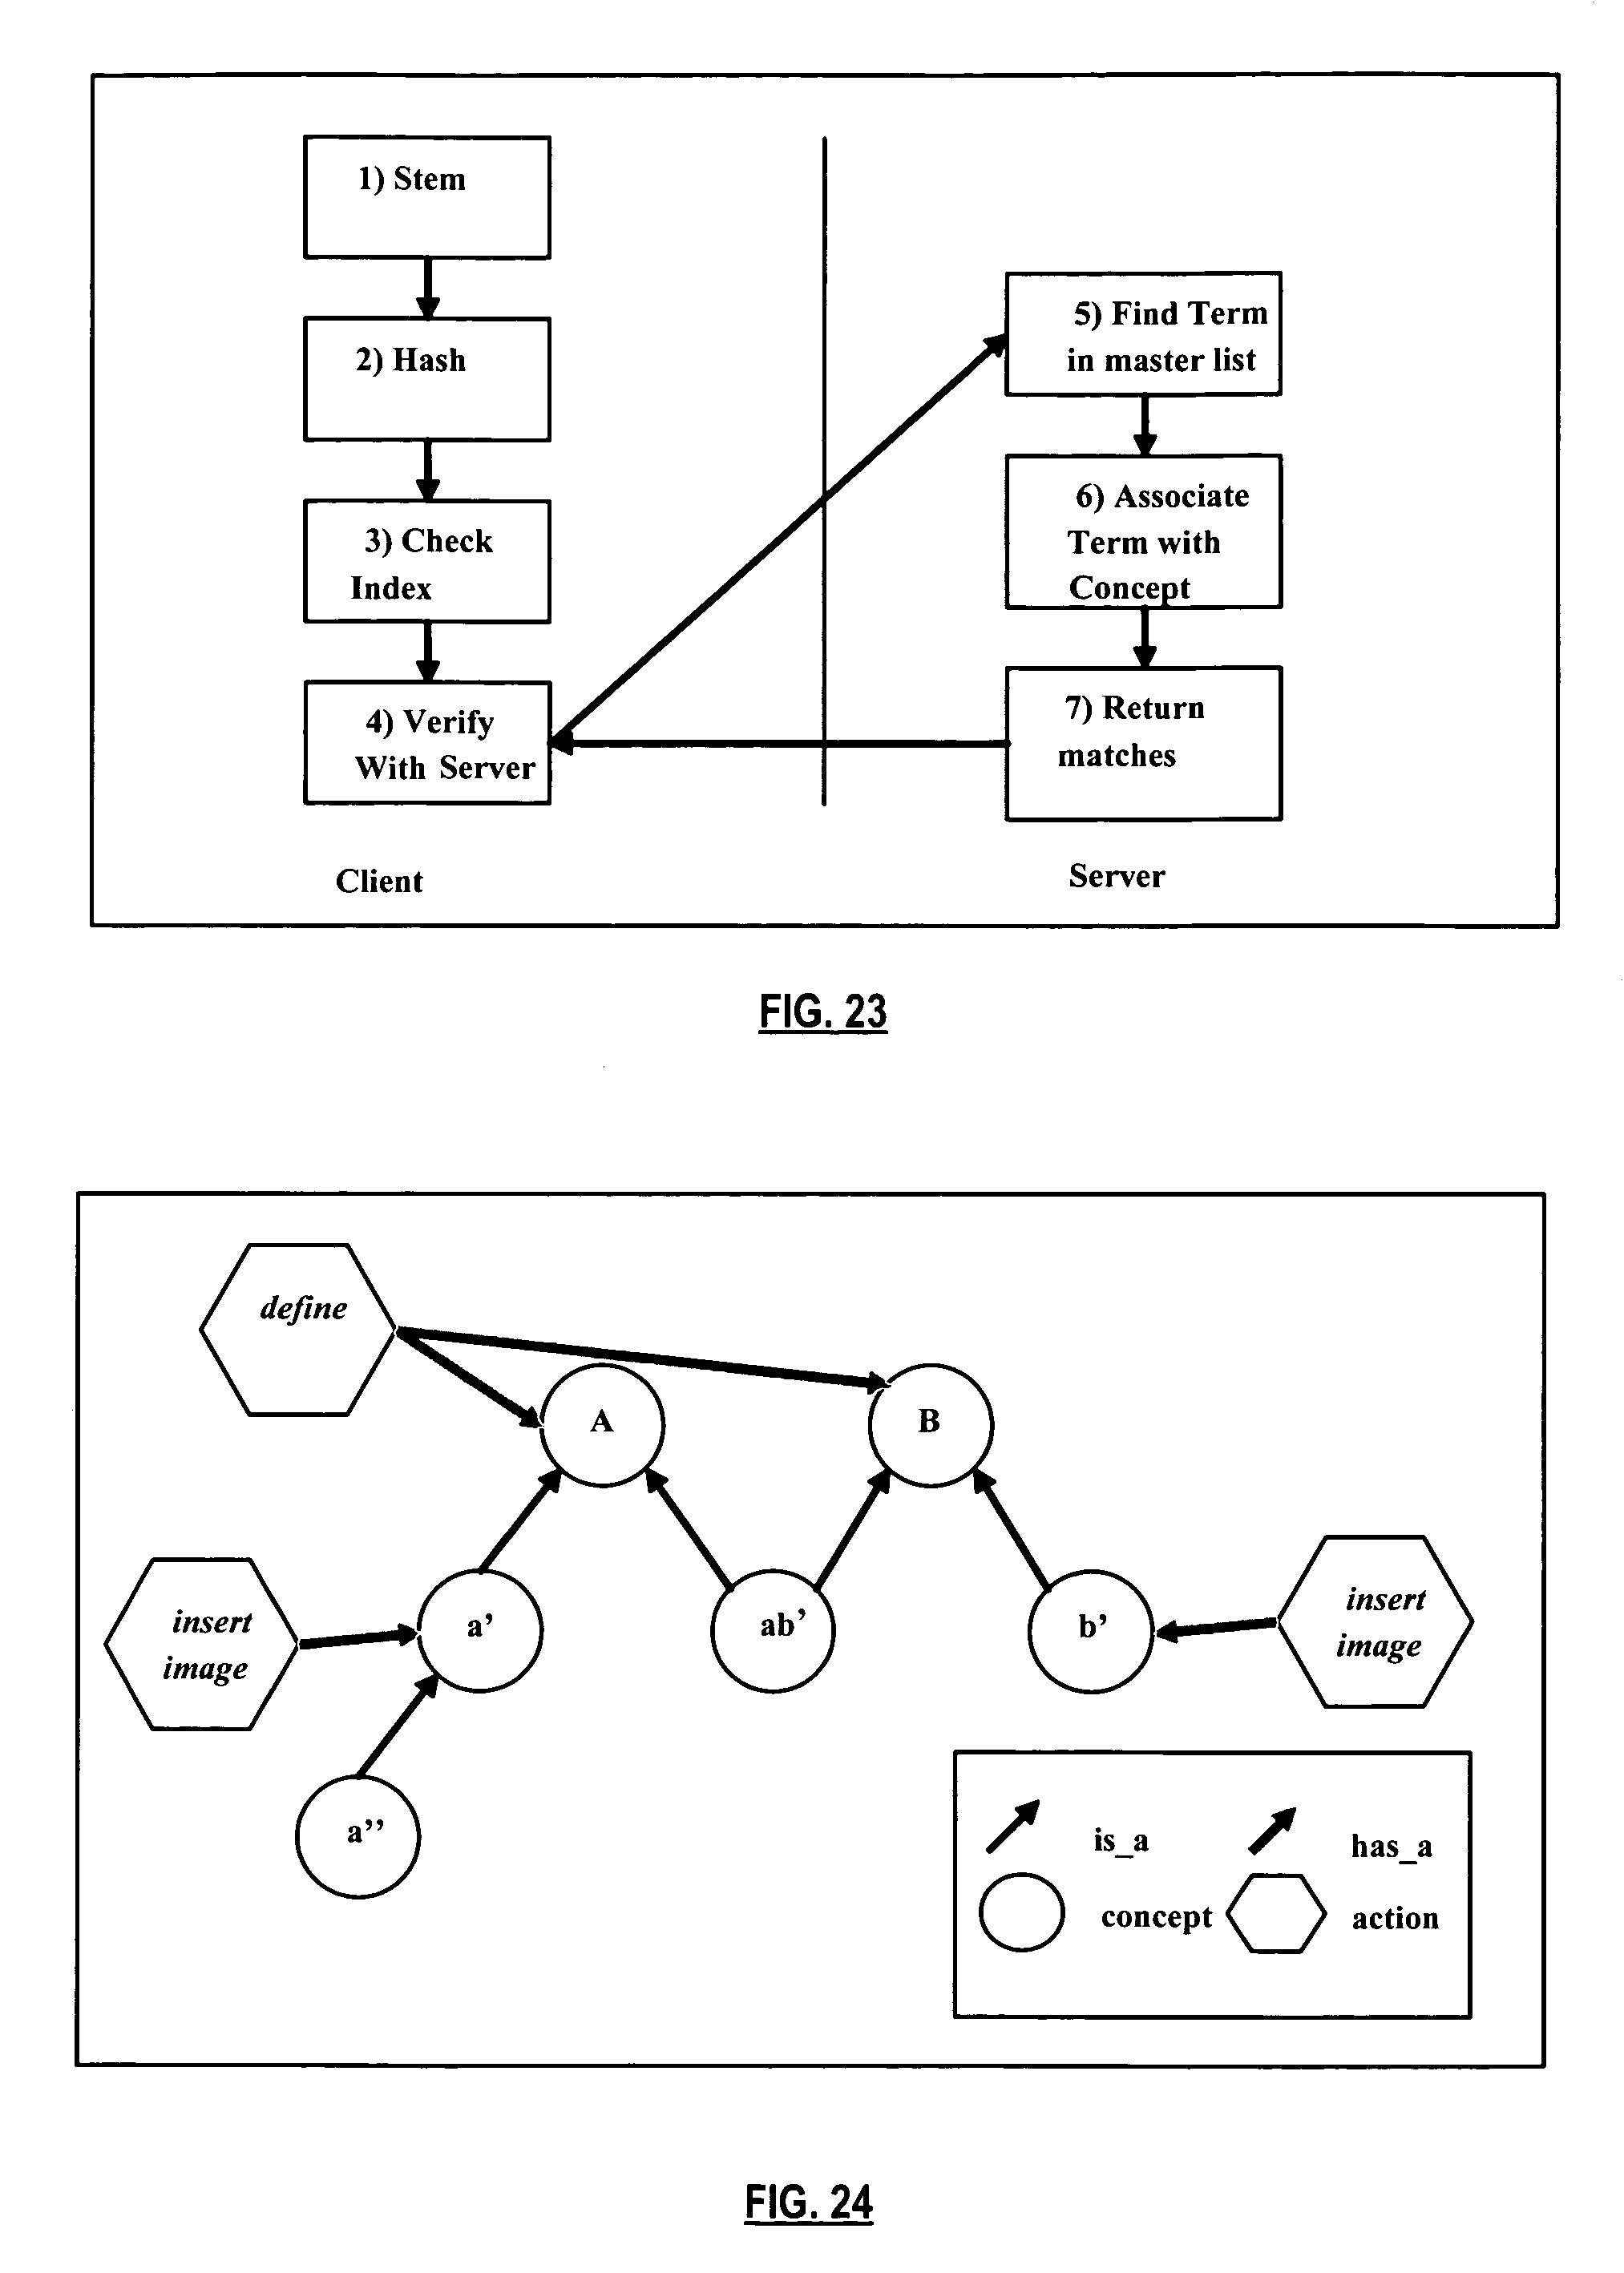 1) Stem
2) Hash
3) Check
Index
4) Verify
With Server
Client
5) Find Term
in master list
6) Associate
Term with
Concept
7) Return
matches
Server
FIG. 23
define
A
B
insert
image
a’
ab’
b’
insert
image
a’’
is_a
has_a
concept
action
FIG. 24